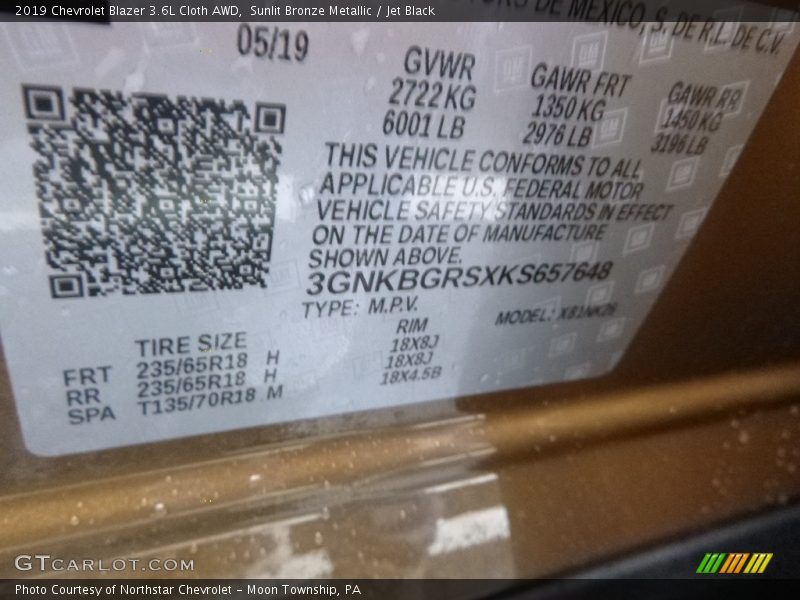 2019 Chevrolet Blazer 3.6L Cloth AWD, Sunlit Bronze Metallic / Jet Black
DE MEXICO, S. DE R.L. DE C.V.
05/19
GVWR GAWR FRT GAWR RR
2722 KG 1350 KG 1450 KG
6001 LB 2976 LB 3196 LB
THIS VEHICLE CONFORMS TO ALL
APPLICABLE U.S. FEDERAL MOTOR
VEHICLE SAFETY STANDARDS IN EFFECT
ON THE DATE OF MANUFACTURE
SHOWN ABOVE.
3GNKBGRSXKS657648
TYPE: M.P.V. MODEL: X81NK26
TIRE SIZE RIM
FRT 235/65R18 H 18X8J
RR 235/65R18 H 18X8J
SPA T135/70R18 M 18X4.5B
GTCARLOT.COM
Photo Courtesy of Northstar Chevrolet – Moon Township, PA